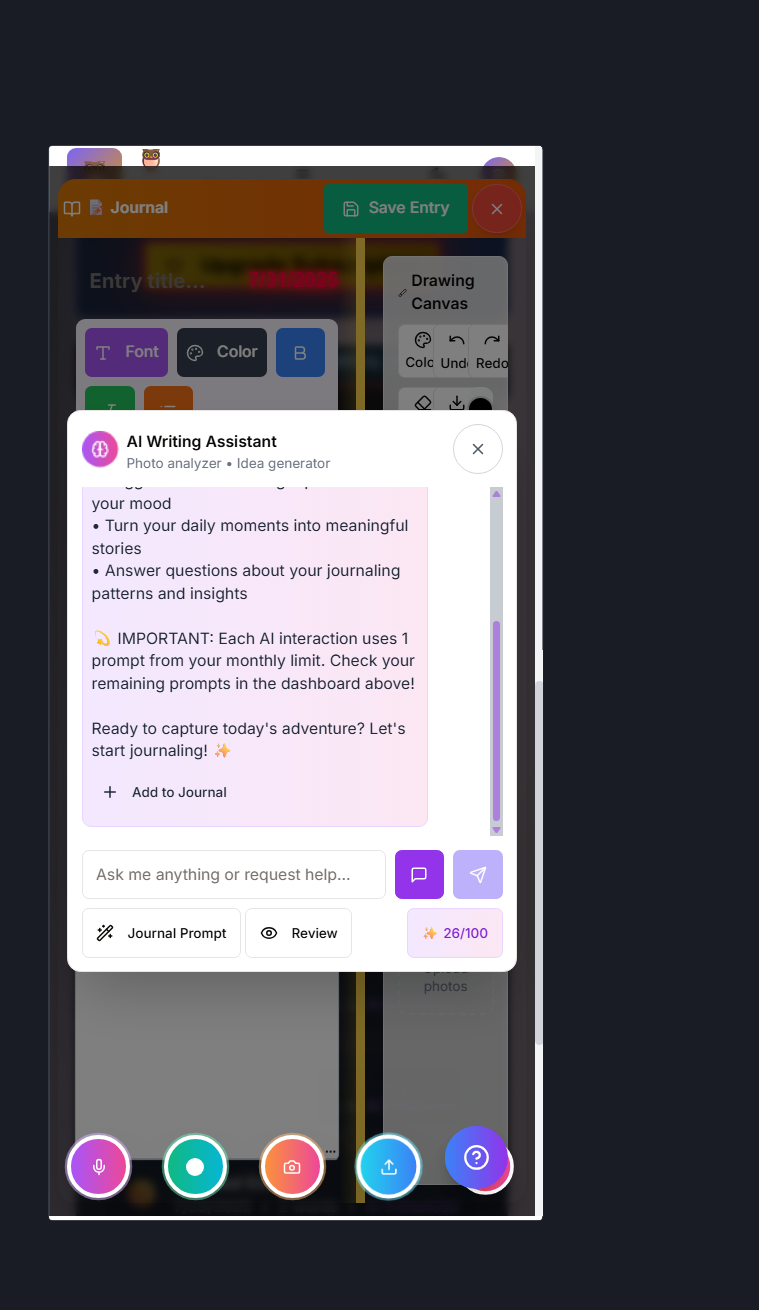 📝 Journal
Save Entry
Entry title...
7/31/2025
Drawing
Canvas
Font
Color
B
Undo
Redo
AI Writing Assistant
Photo analyzer • Idea generator
your mood
• Turn your daily moments into meaningful
stories
• Answer questions about your journaling
patterns and insights
💫 IMPORTANT: Each AI interaction uses 1
prompt from your monthly limit. Check your
remaining prompts in the dashboard above!
Ready to capture today's adventure? Let's
start journaling! ✨
Add to Journal
Ask me anything or request help...
Journal Prompt
Review
✨ 26/100
photos